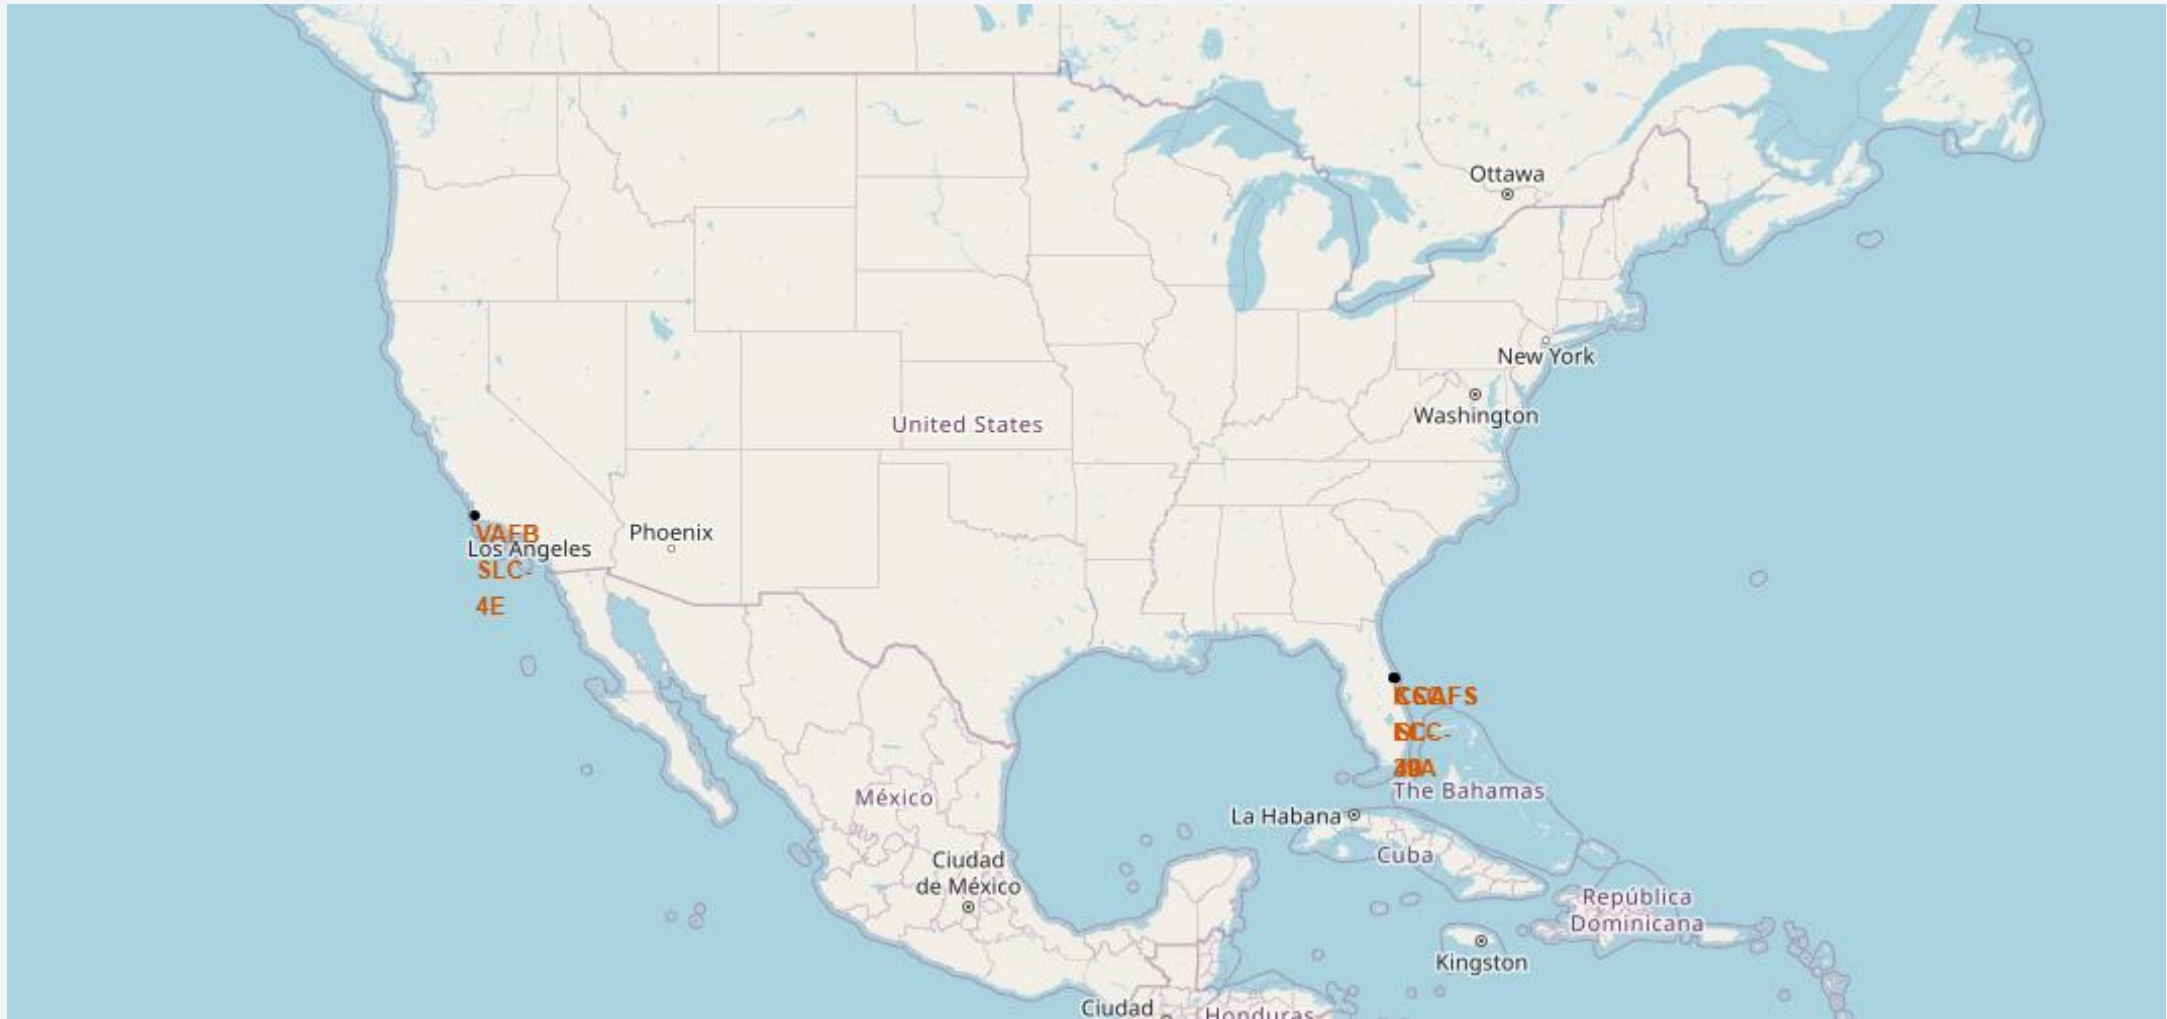 Ottawa
New York
Washington
United States
VAFB
Los Angeles
SLC-
4E
Phoenix
The Bahamas
México
La Habana
Cuba
Ciudad
de México
República
Dominicana
Kingston
Ciudad
Honduras